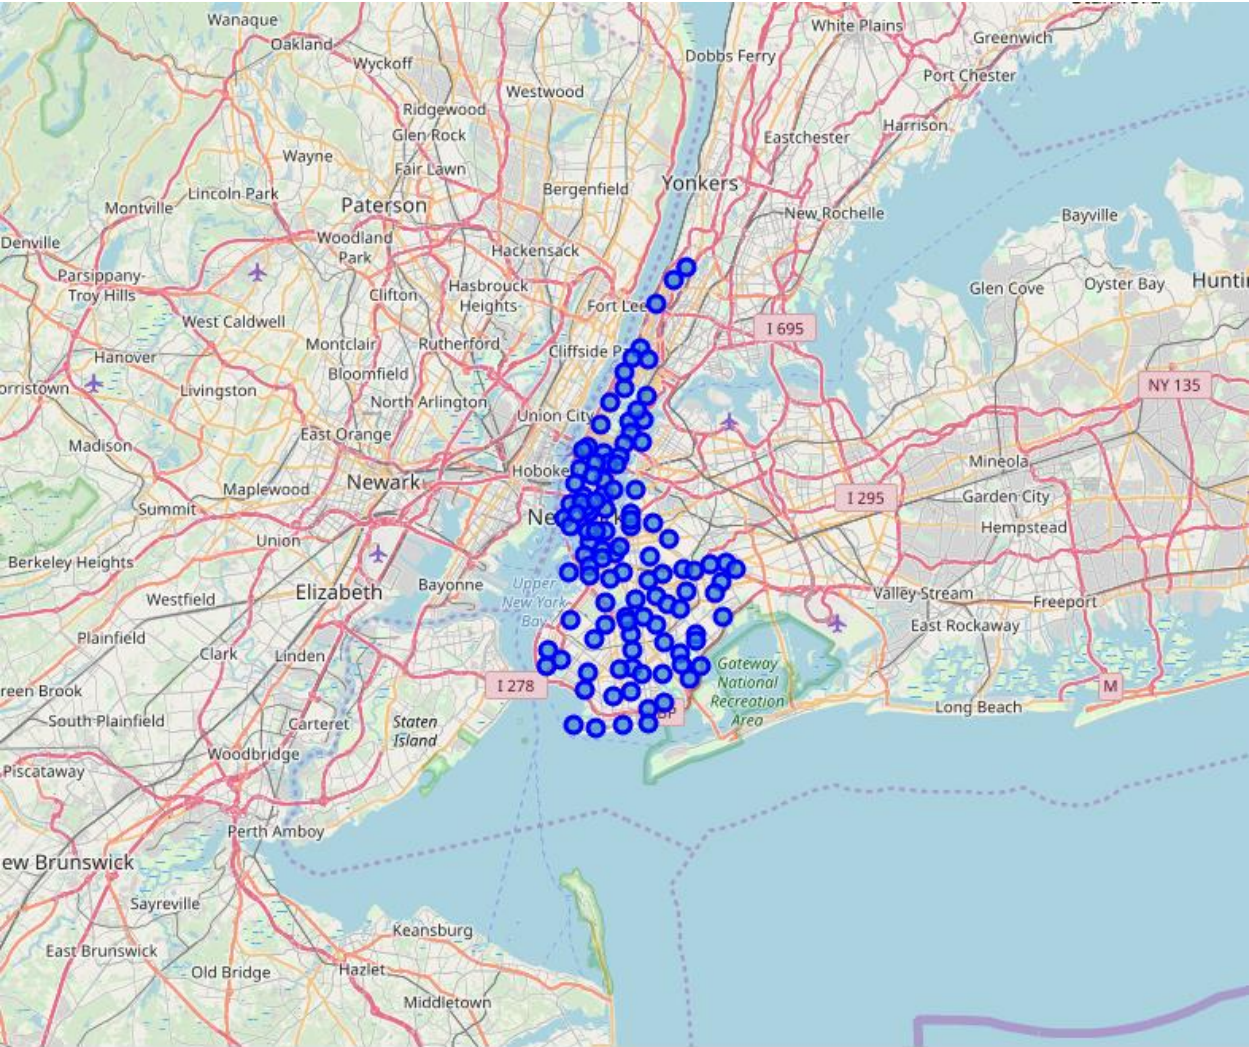 Wanaque
White Plains
Greenwich
Oakland
Dobbs Ferry
Wyckoff
Port Chester
Westwood
Ridgewood
Harrison
Glen Rock
Eastchester
Wayne
Fair Lawn
Yonkers
Bergenfield
Lincoln Park
Paterson
Montville
New Rochelle
Bayville
Woodland
Park
Denville
Hackensack
Parsippany-
Troy Hills
Hasbrouck
Heights
Clifton
Fort Lee
Glen Cove
Oyster Bay
West Caldwell
I 695
Montclair
Rutherford
Cliffside P
Hanover
Bloomfield
Livingston
NY 135
North Arlington
Union City
East Orange
Madison
Mineola
Hoboke
Newark
Maplewood
I 295
Garden City
Summit
Ne
k
Hempstead
Union
Berkeley Heights
Elizabeth
Bayonne
Upper
New York
Bay
Valley Stream
Freeport
Westfield
East Rockaway
Plainfield
Clark
Linden
Gateway
National
Recreation
Area
I 278
M
Long Beach
South Plainfield
Carteret
Staten
Island
Woodbridge
Piscataway
Perth Amboy
ew Brunswick
Sayreville
Keansburg
East Brunswick
Old Bridge
Hazlet
Middletown